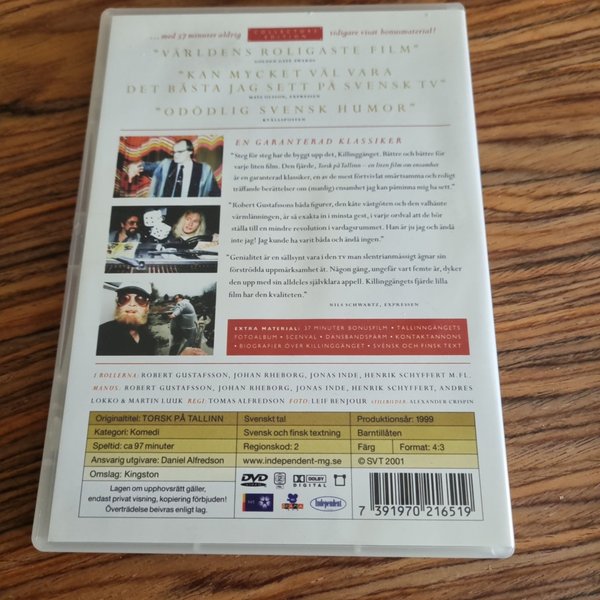 ... med 37 minuter aldrig COLLECTORS EDITION tidigare visat bonusmaterial!
"VÄRLDENS ROLIGASTE FILM"
GOLDEN GATE AWARDS
"KAN MYCKET VÄL VARA
DET BÄSTA JAG SETT PÅ SVENSK TV"
MATS OLSSON, EXPRESSEN
"ODÖDLIG SVENSK HUMOR"
KVÄLLSPOSTEN
EN GARANTERAD KLASSIKER
"Steg för steg har de byggt upp det, Killinggänget. Bättre och bättre för
varje liten film. Den fjärde, Torsk på Tallinn – en liten film om ensamhet
är en garanterad klassiker, en av de mest förtvivlat smärtsamma och roligt
träffande berättelser om (manlig) ensamhet jag kan påminna mig ha sett."
"Robert Gustafssons båda figurer, den kåte västgöten och den valhänte
värmlänningen, är så exakta in i minsta gest, i varje ordval att de bör
ställa till en mindre revolution i vardagsrummet. Han är ju jag och ändå
inte jag! Jag kunde ha varit båda och ändå ingen."
"Genialitet är en sällsynt vara i den TV man slentrianmässigt ägnar sin
förströdda uppmärksamhet åt. Någon gång, ungefär vart femte år, dyker
den upp med sin alldeles självklara appell. Killinggängets fjärde lilla
film har den kvaliteten."
NILS SCHWARTZ, EXPRESSEN
EXTRA MATERIAL: 37 MINUTER BONUSFILM • TALLINNGÄNGETS
FOTOALBUM • SCENVAL • DANSBANDSPARM • KONTAKTANNONS
• BIOGRAFIER ÖVER KILLINGGÄNGET • SVENSK OCH FINSK TEXT
I ROLLERNA: ROBERT GUSTAFSSON, JOHAN RHEBORG, JONAS INDE, HENRIK SCHYFFERT M.FL.
MANUS: ROBERT GUSTAFSSON, JOHAN RHEBORG, JONAS INDE, HENRIK SCHYFFERT, ANDRES
LOKKO & MARTIN LUUK REGI: TOMAS ALFREDSON FOTO: LEIF BENJOUR STILLBILDER: ALEXANDER CRISPIN
Originaltitel: TORSK PÅ TALLINN Svenskt tal Produktionsår: 1999
Kategori: Komedi Svensk och finsk textning Barntillåten
Speltid: ca 97 minuter Regionskod: 2 Färg Format: 4:3
Ansvarig utgivare: Daniel Alfredson www.independent-mg.se © SVT 2001
Omslag: Kingston
Lagen om upphovsrätt gäller,
endast privat visning, kopiering förbjuden!
Överträdelse beivras enligt lag.
DVD VIDEO 2 DOLBY DIGITAL
svt Independent
7 391970 216519